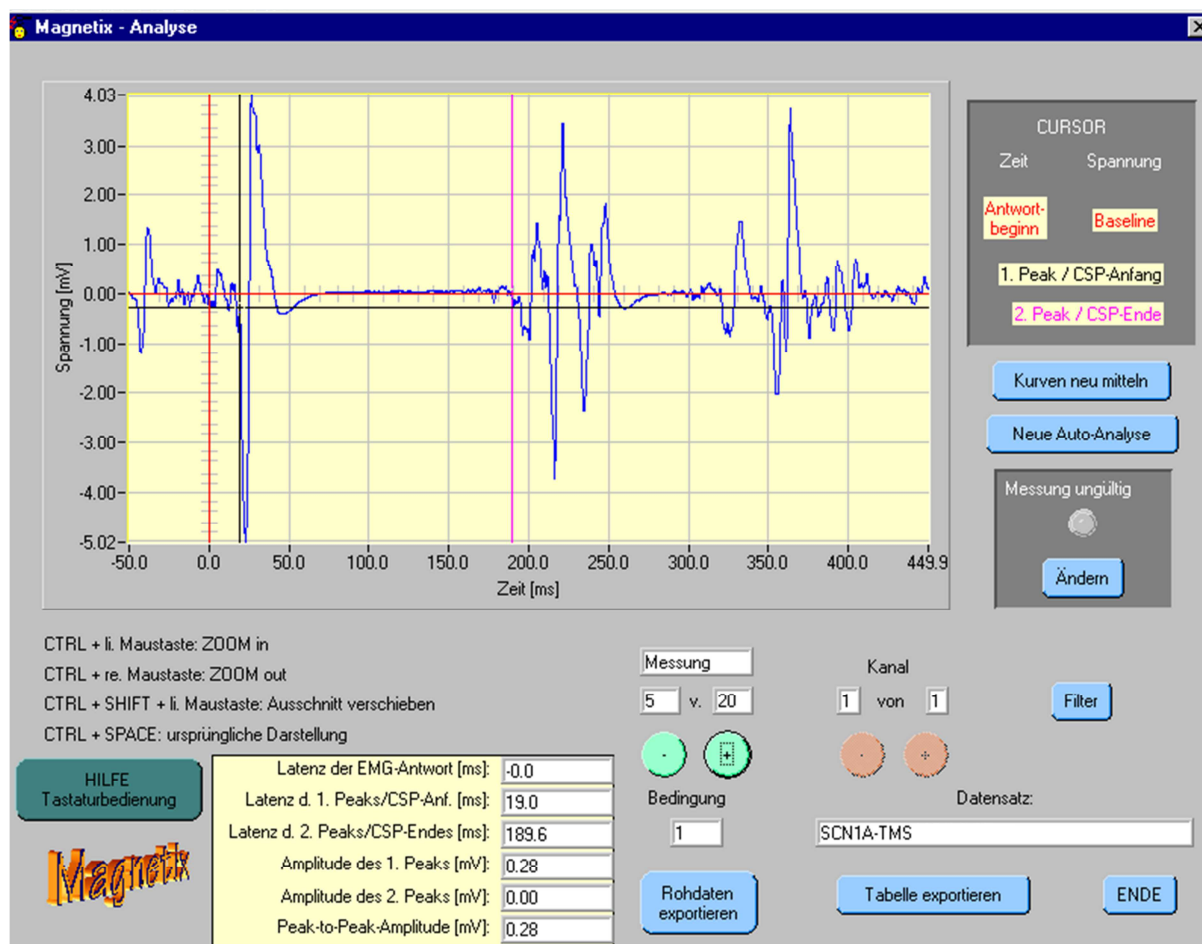 Magnetix - Analyse
4.03
3.00
2.00
1.00
0.00
-1.00
-2.00
-3.00
-4.00
-5.02
Spannung [mV]
-50.0 0.0 50.0 100.0 150.0 200.0 250.0 300.0 350.0 400.0 449.9
Zeit [ms]
CURSOR
Zeit Spannung
Antwort-
beginn
Baseline
1. Peak / CSP-Anfang
2. Peak / CSP-Ende
Kurven neu mitteln
Neue Auto-Analyse
Messung ungültig
Ändern
CTRL + li. Maustaste: ZOOM in
CTRL + re. Maustaste: ZOOM out
CTRL + SHIFT + li. Maustaste: Ausschnitt verschieben
CTRL + SPACE: ursprüngliche Darstellung
HILFE
Tastaturbedienung
Magnetix
Latenz der EMG-Antwort [ms]: -0.0
Latenz d. 1. Peaks/CSP-Anf. [ms]: 19.0
Latenz d. 2. Peaks/CSP-Endes [ms]: 189.6
Amplitude des 1. Peaks [mV]: 0.28
Amplitude des 2. Peaks [mV]: 0.00
Peak-to-Peak-Amplitude [mV]: 0.28
Messung
5 v. 20
- +
Bedingung
1
Rohdaten
exportieren
Kanal
1 von 1
- +
Filter
Datensatz:
SCN1A-TMS
Tabelle exportieren
ENDE